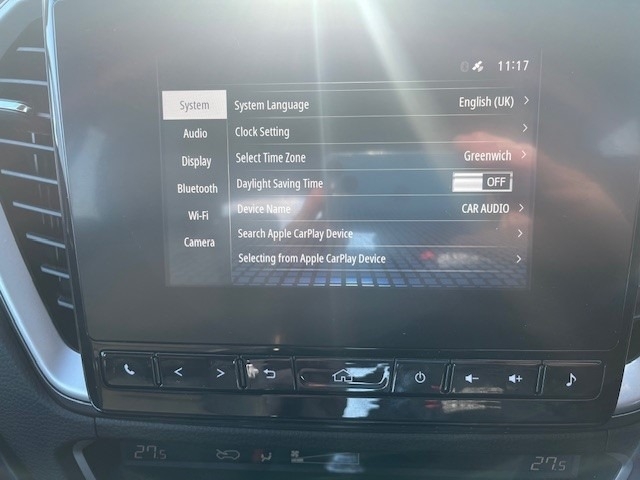 11:17
System
System Language English (UK) >
Audio
Clock Setting >
Display
Select Time Zone Greenwich >
Bluetooth
Daylight Saving Time OFF
Wi-Fi
Device Name CAR AUDIO >
Camera
Search Apple CarPlay Device >
Selecting from Apple CarPlay Device >
< >
27.5 27.5